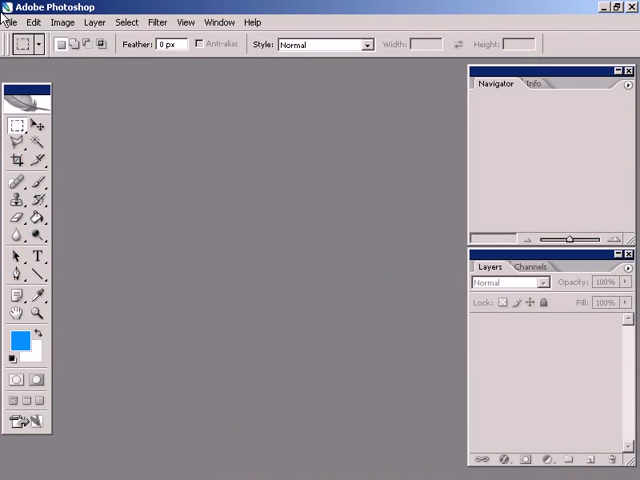 Adobe Photoshop
File Edit Image Layer Select Filter View Window Help
Feather: 0 px Anti-alias Style: Normal Width: Height:
Navigator Info
Layers Channels
Normal Opacity: 100%
Lock: Fill: 100%
T